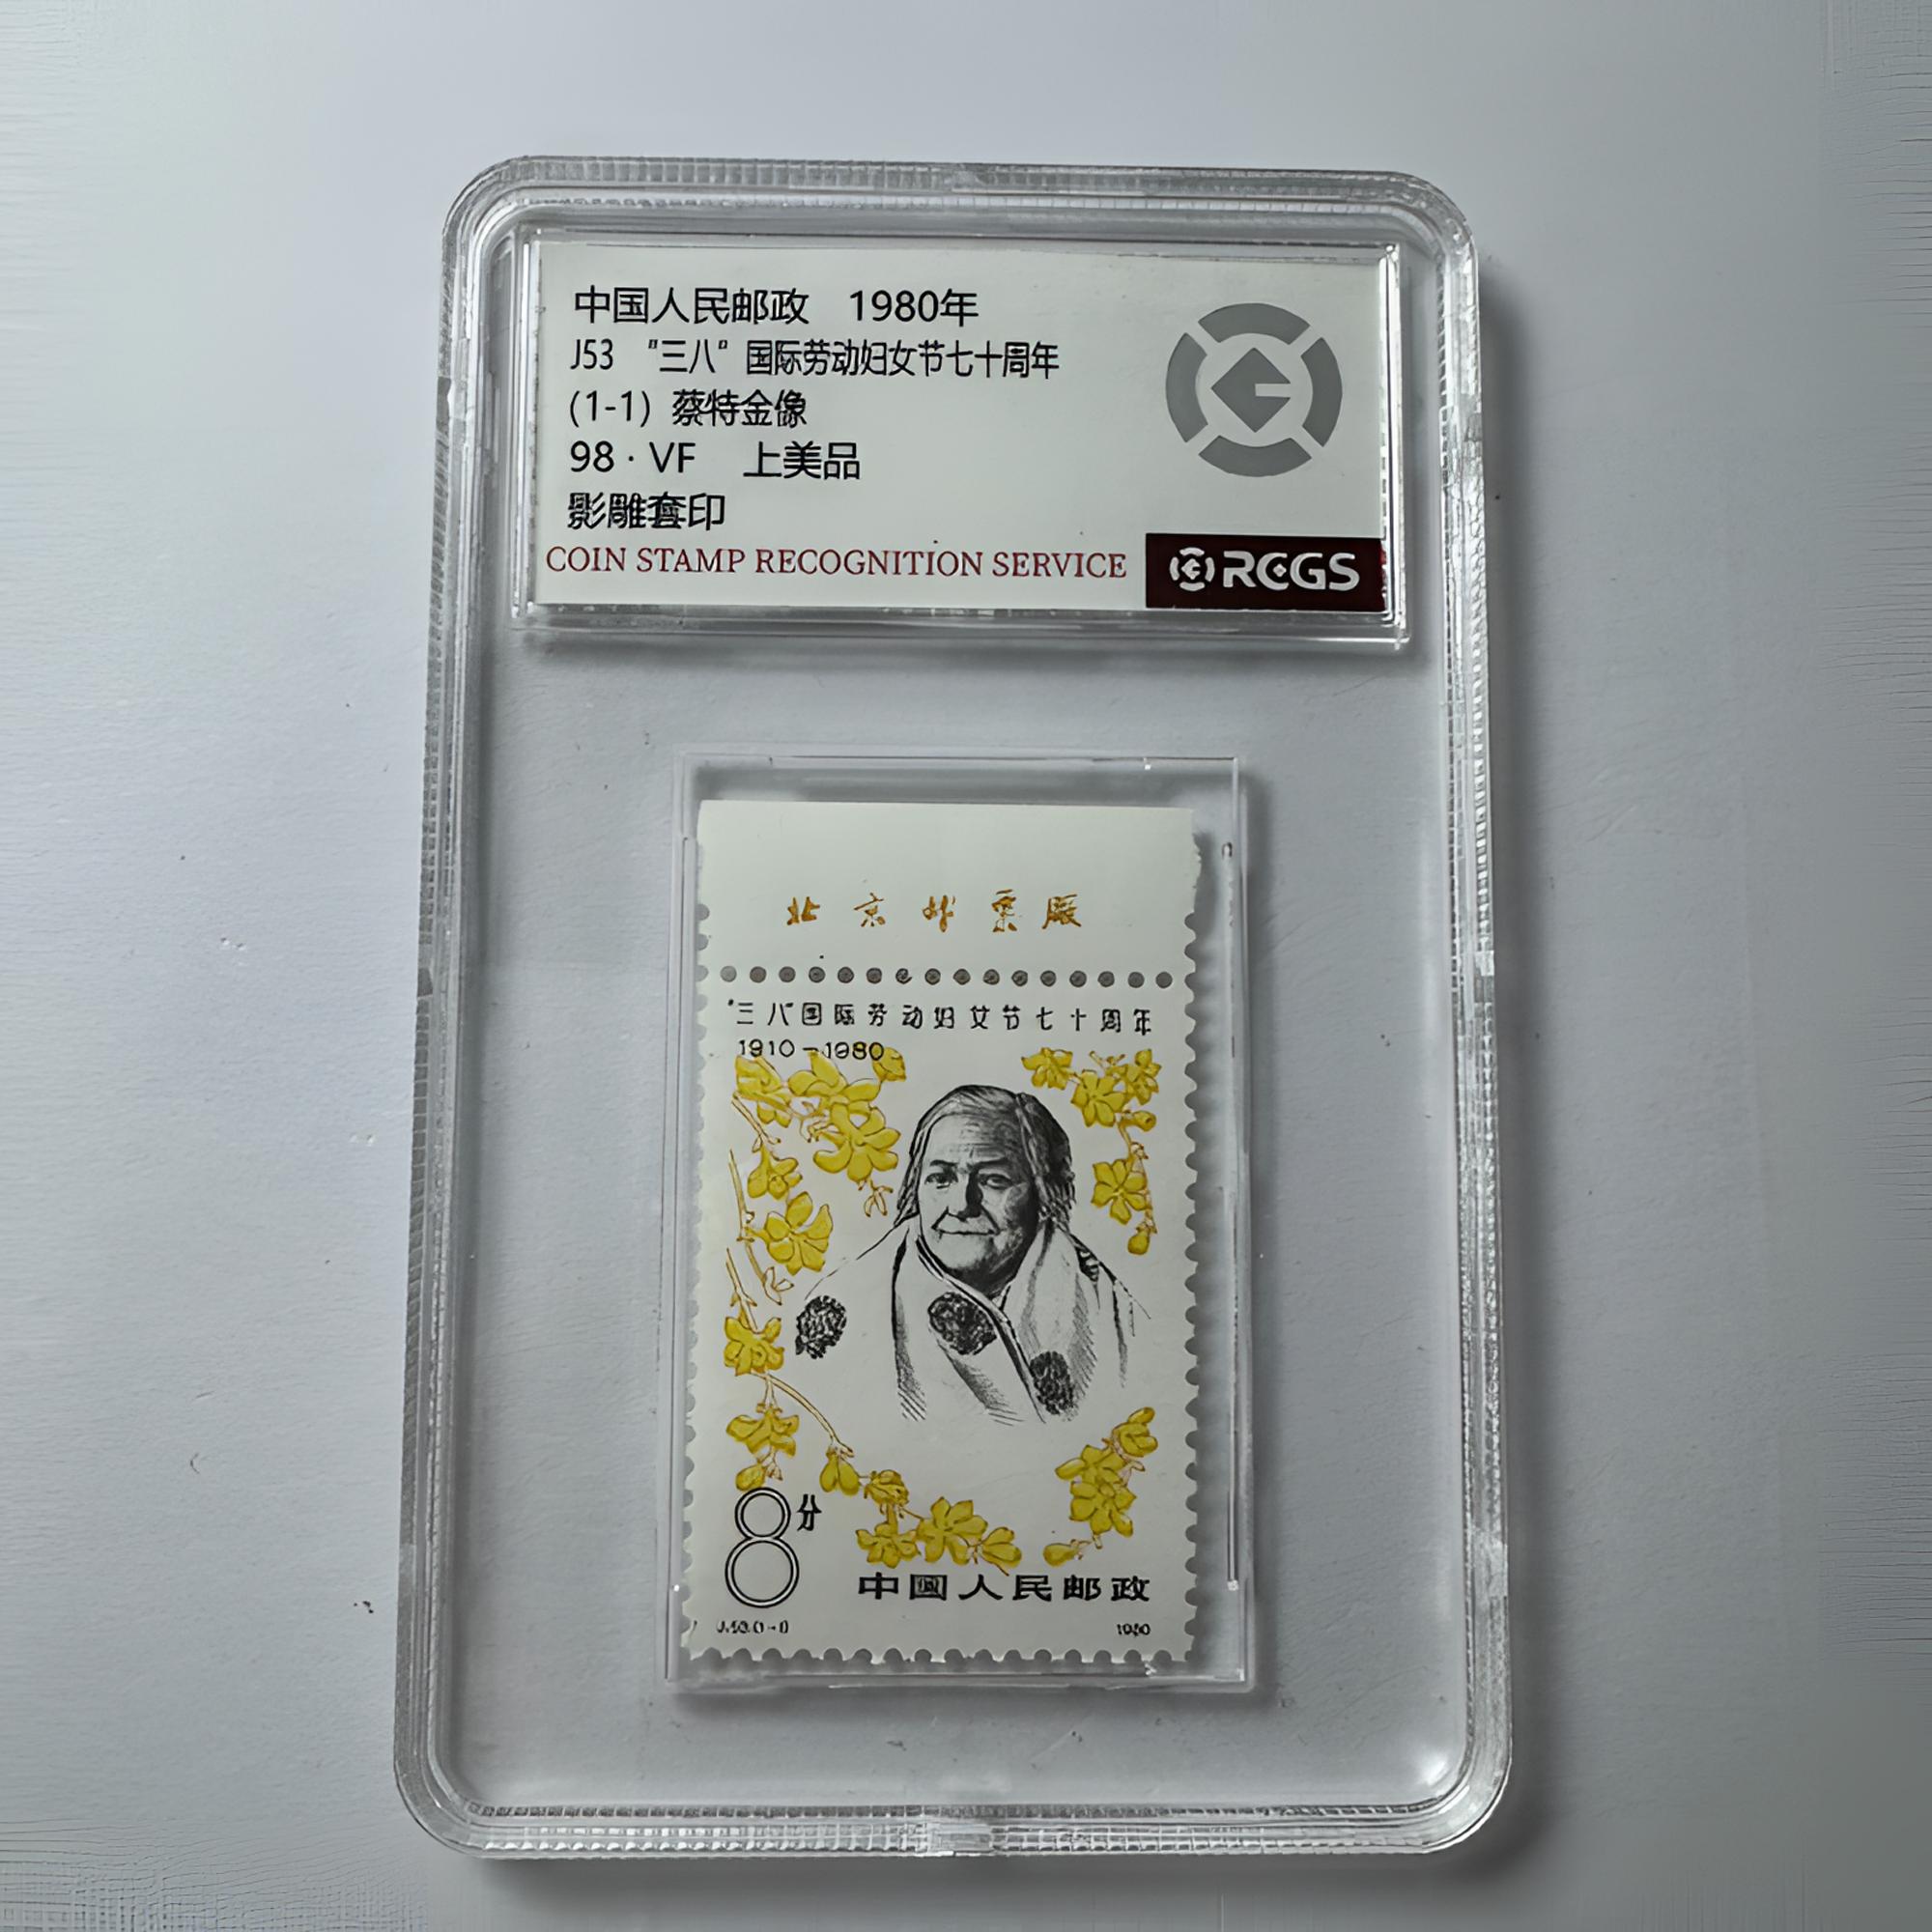 中国人民邮政 1980年
J53 "三八"国际劳动妇女节七十周年
(1-1) 蔡特金像
98·VF 上美品
影雕套印
COIN STAMP RECOGNITION SERVICE
RCGS
北京邮票厂
"三八"国际劳动妇女节七十周年
1910-1980
8分
中国人民邮政
1980